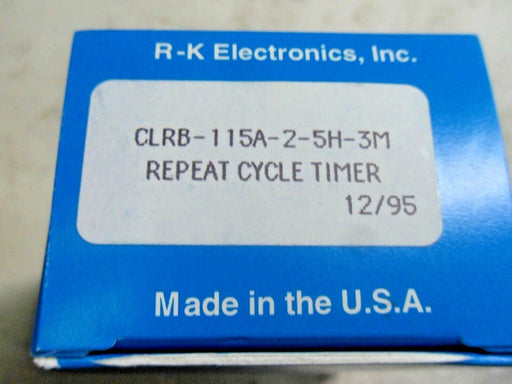 R-K Electronics, Inc.
CLRB-115A-2-5H-3M
REPEAT CYCLE TIMER
12/95
Made in the U.S.A.